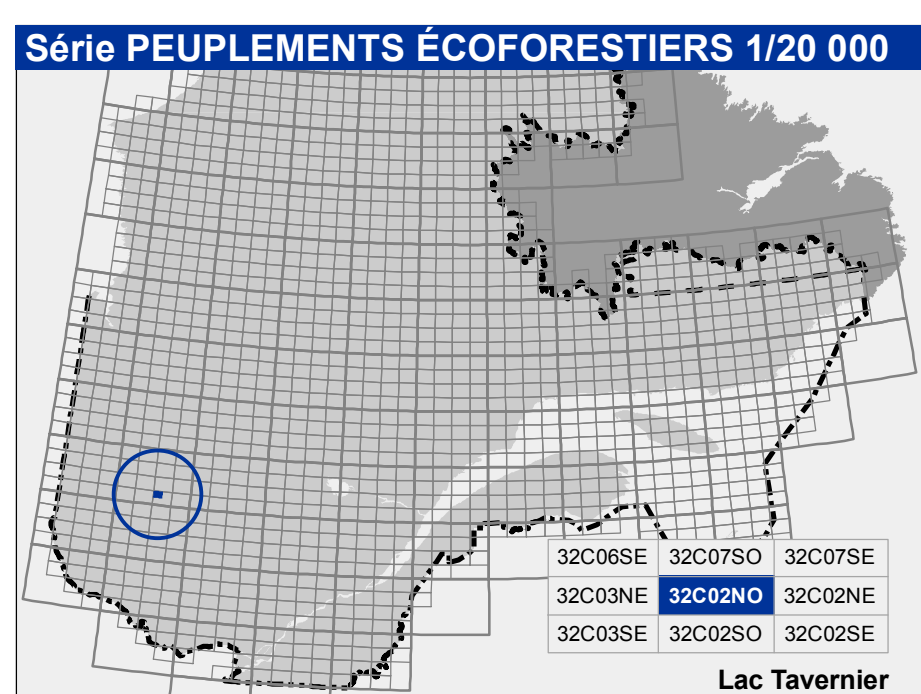 Série PEUPLEMENTS ÉCOFORESTIERS 1/20 000
32C06SE 32C07SO 32C07SE
32C03NE 32C02NO 32C02NE
32C03SE 32C02SO 32C02SE
Lac Tavernier